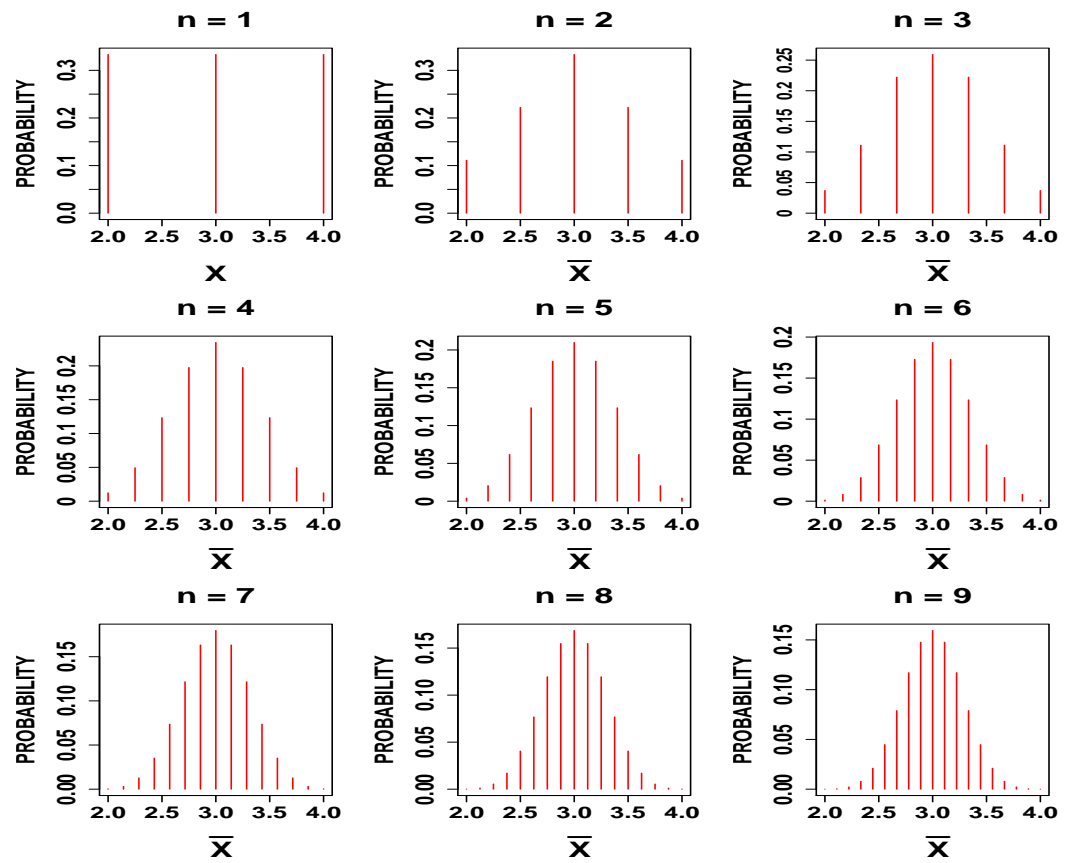 n = 1
PROBABILITY
0.0 0.1 0.2 0.3
2.0 2.5 3.0 3.5 4.0
X
n = 2
PROBABILITY
0.0 0.1 0.2 0.3
2.0 2.5 3.0 3.5 4.0
X̅
n = 3
PROBABILITY
0 0.05 0.1 0.15 0.2 0.25
2.0 2.5 3.0 3.5 4.0
X̅
n = 4
PROBABILITY
0 0.05 0.1 0.15 0.2
2.0 2.5 3.0 3.5 4.0
X̅
n = 5
PROBABILITY
0 0.05 0.1 0.15 0.2
2.0 2.5 3.0 3.5 4.0
X̅
n = 6
PROBABILITY
0 0.05 0.1 0.15 0.2
2.0 2.5 3.0 3.5 4.0
X̅
n = 7
PROBABILITY
0.00 0.05 0.10 0.15
2.0 2.5 3.0 3.5 4.0
X̅
n = 8
PROBABILITY
0.00 0.05 0.10 0.15
2.0 2.5 3.0 3.5 4.0
X̅
n = 9
PROBABILITY
0.00 0.05 0.10 0.15
2.0 2.5 3.0 3.5 4.0
X̅